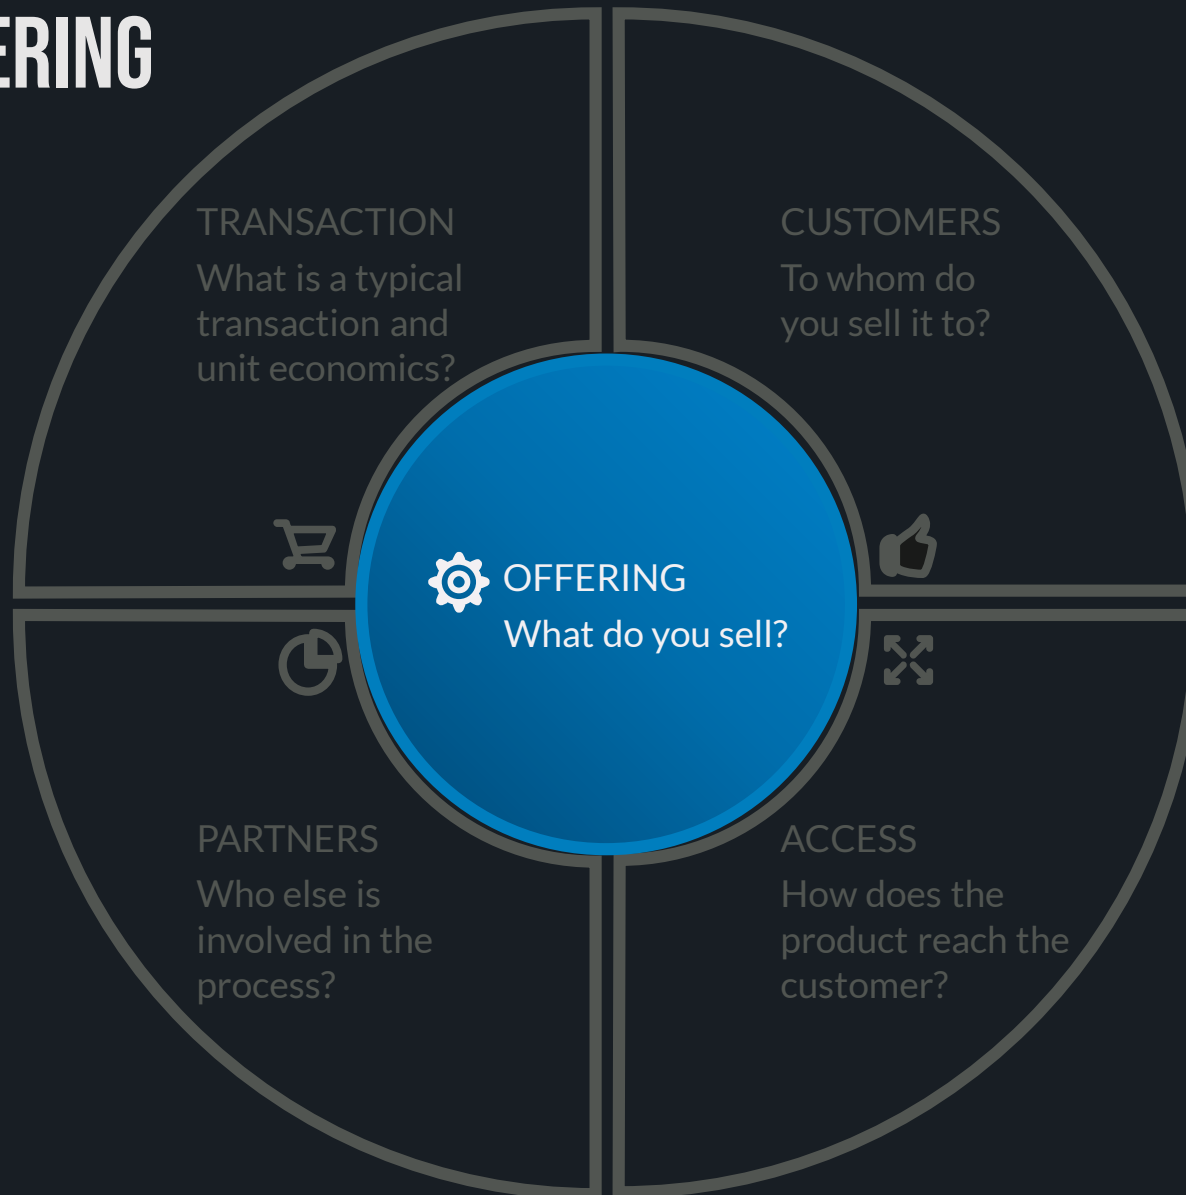 ERING
TRANSACTION
What is a typical
transaction and
unit economics?
CUSTOMERS
To whom do
you sell it to?
OFFERING
What do you sell?
PARTNERS
Who else is
involved in the
process?
ACCESS
How does the
product reach the
customer?